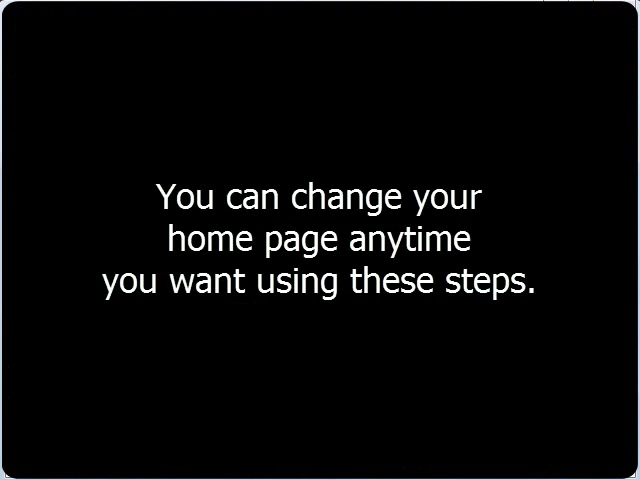 You can change your
home page anytime
you want using these steps.